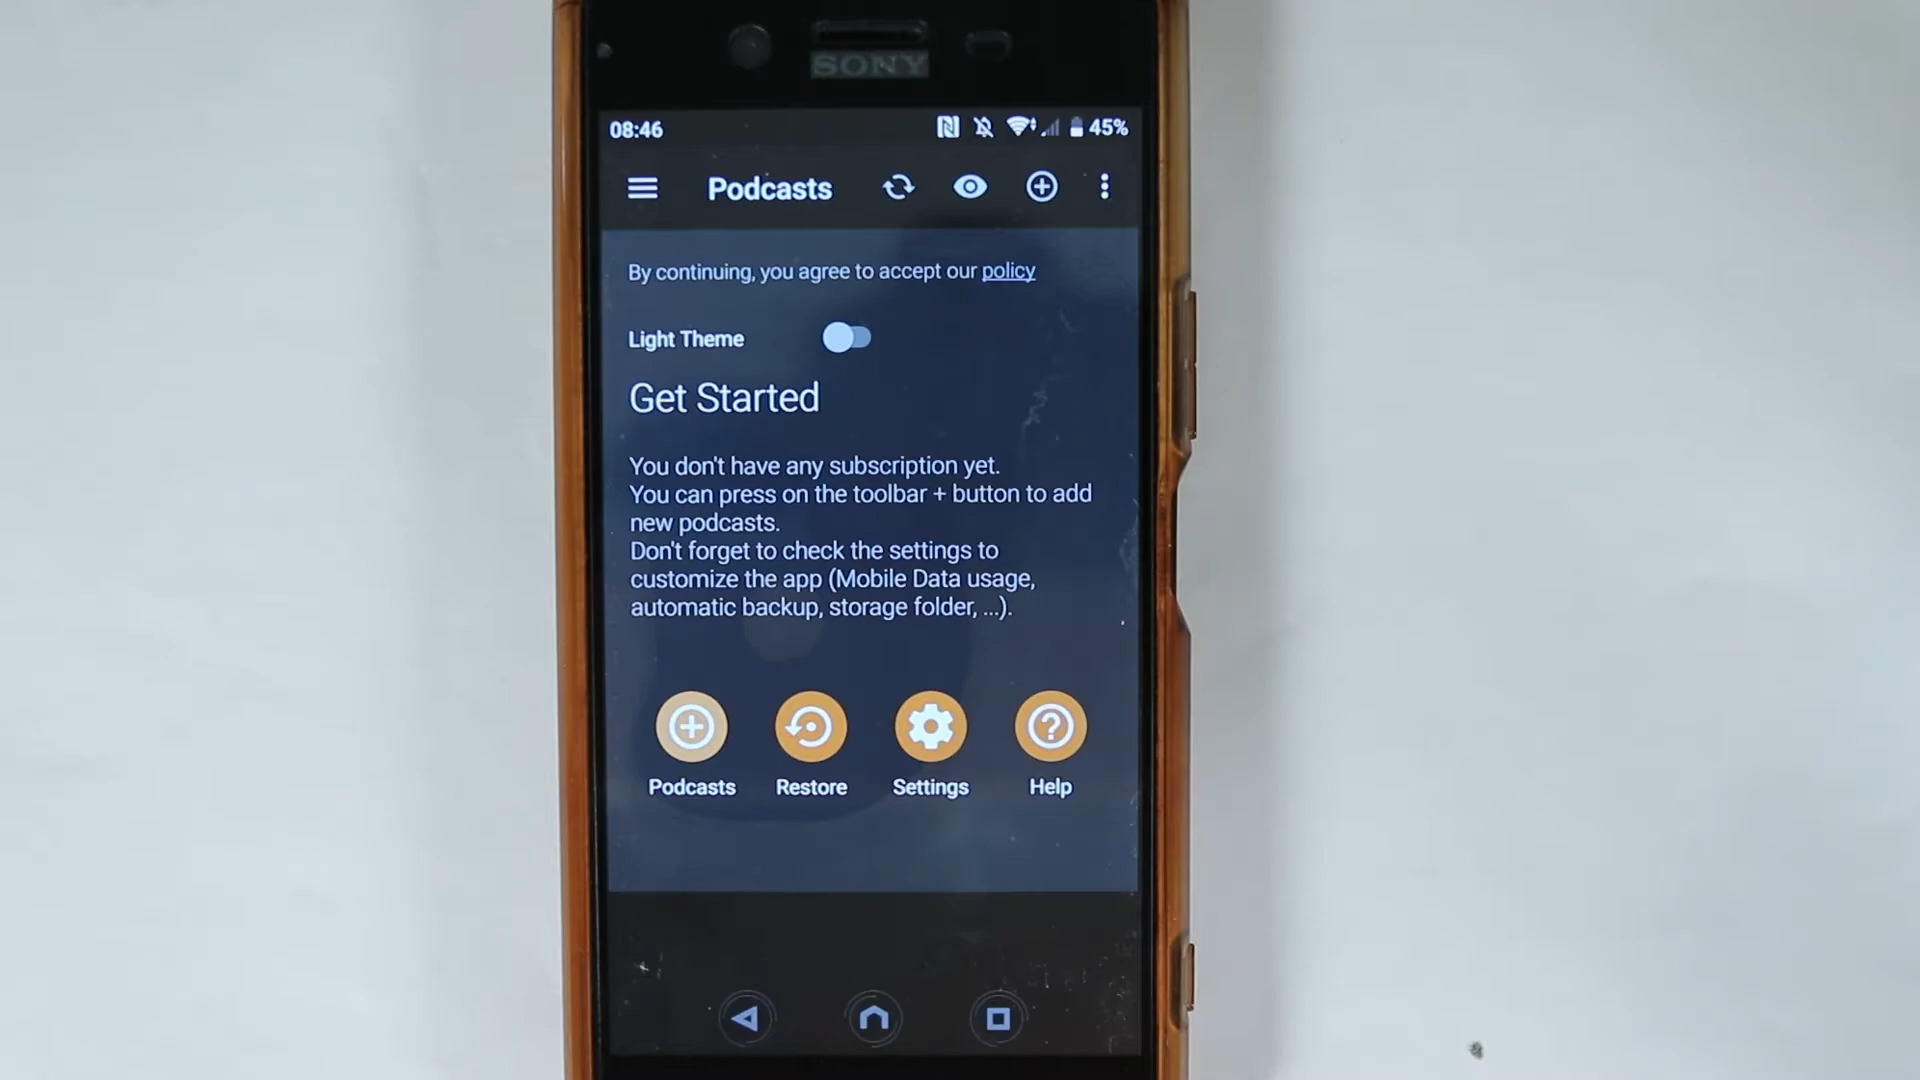 SONY
08:46 45%
Podcasts
By continuing, you agree to accept our policy
Light Theme
Get Started
You don't have any subscription yet.
You can press on the toolbar + button to add
new podcasts.
Don't forget to check the settings to
customize the app (Mobile Data usage,
automatic backup, storage folder, ...).
Podcasts Restore Settings Help